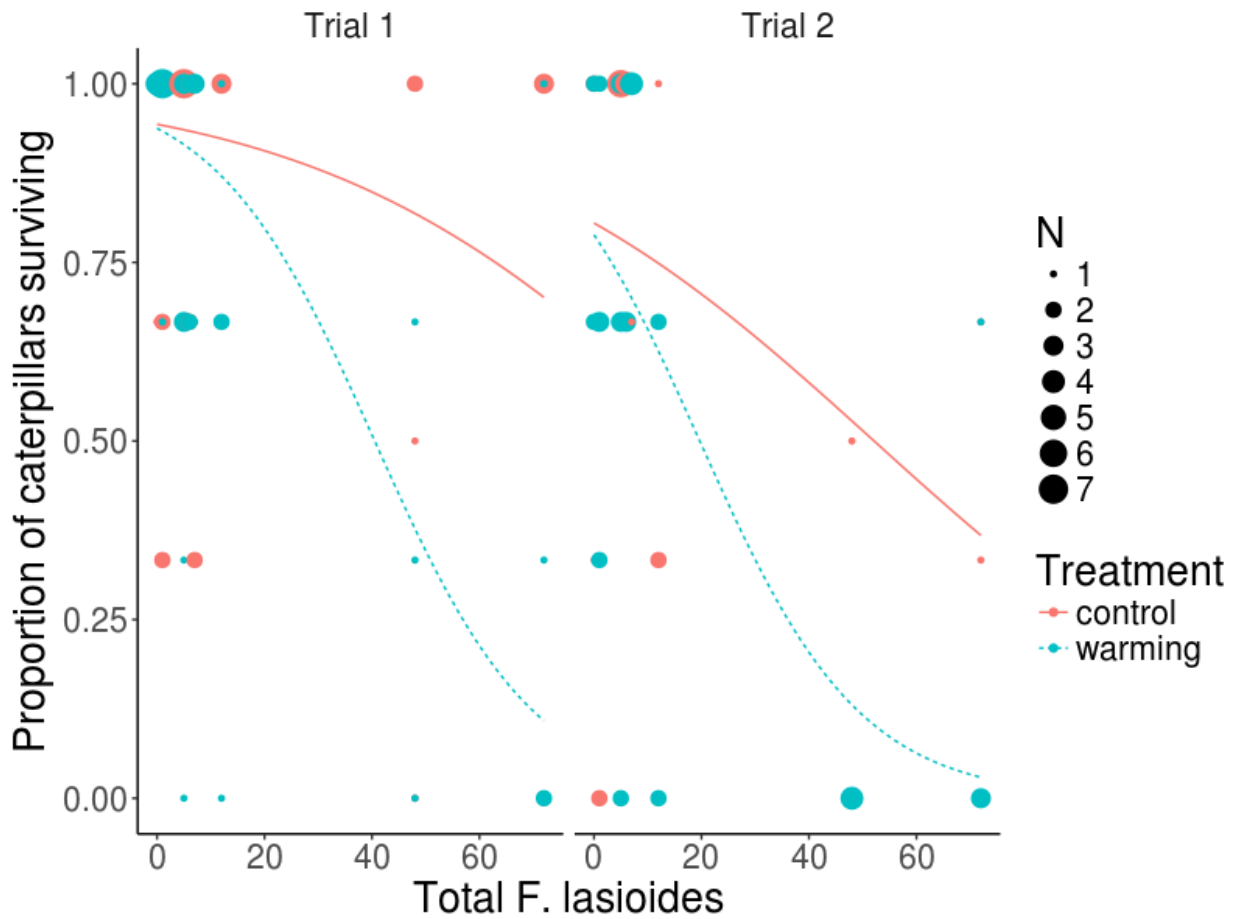 Trial 1
Trial 2
Proportion of caterpillars surviving
1.00
0.75
0.50
0.25
0.00
0
20
40
60
0
20
40
60
Total F. lasioides
N
1
2
3
4
5
6
7
Treatment
control
warming